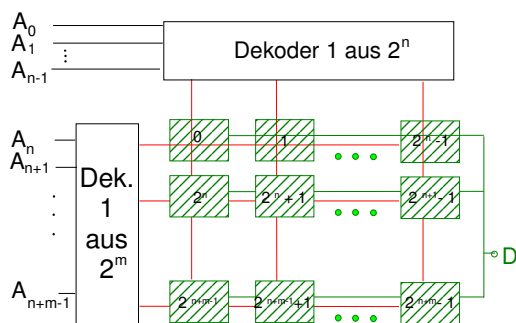 A₀
A₁
⋮
Aₙ₋₁
Dekoder 1 aus 2ⁿ
Aₙ
Aₙ₊₁
⋮
Aₙ₊ₘ₋₁
Dek.
1
aus
2ᵐ
0 1 • • • 2ⁿ-1
2ⁿ 2ⁿ+1 • • • 2ⁿ⁺¹-1
2ⁿ⁺ᵐ⁻¹ 2ⁿ⁺ᵐ⁻¹+1 • • • 2ⁿ⁺ᵐ-1
D